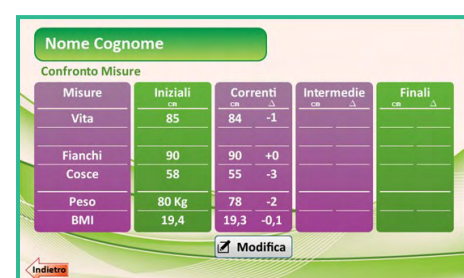 Nome Cognome
Confronto Misure
Misure Iniziali Correnti Intermedie Finali
cm cm Δ cm Δ cm Δ
Vita 85 84 -1
Fianchi 90 90 +0
Cosce 58 55 -3
Peso 80 Kg 78 -2
BMI 19,4 19,3 -0,1
Modifica
Indietro